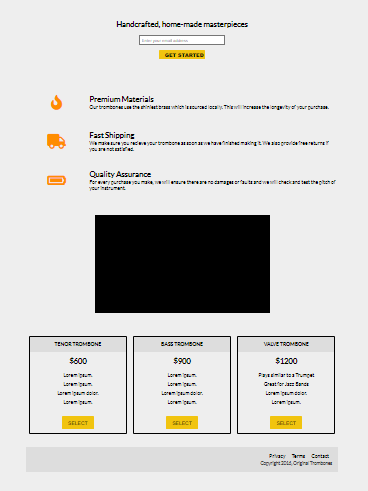 Handcrafted, home-made masterpieces
Enter your email address
GET STARTED
Premium Materials
Our trombones use the shiniest brass which is sourced locally. This will increase the longevity of your purchase.
Fast Shipping
We make sure you recieve your trombone as soon as we have finished making it. We also provide free returns if
you are not satisfied.
Quality Assurance
For every purchase you make, we will ensure there are no damages or faults and we will check and test the pitch of
your instrument.
TENOR TROMBONE
$600
Lorem ipsum.
Lorem ipsum.
Lorem ipsum dolor.
Lorem ipsum.
SELECT
BASS TROMBONE
$900
Lorem ipsum.
Lorem ipsum.
Lorem ipsum dolor.
Lorem ipsum.
SELECT
VALVE TROMBONE
$1200
Plays similar to a Trumpet
Great for Jazz Bands
Lorem ipsum dolor.
Lorem ipsum.
SELECT
Privacy Terms Contact
Copyright 2016, Original Trombones